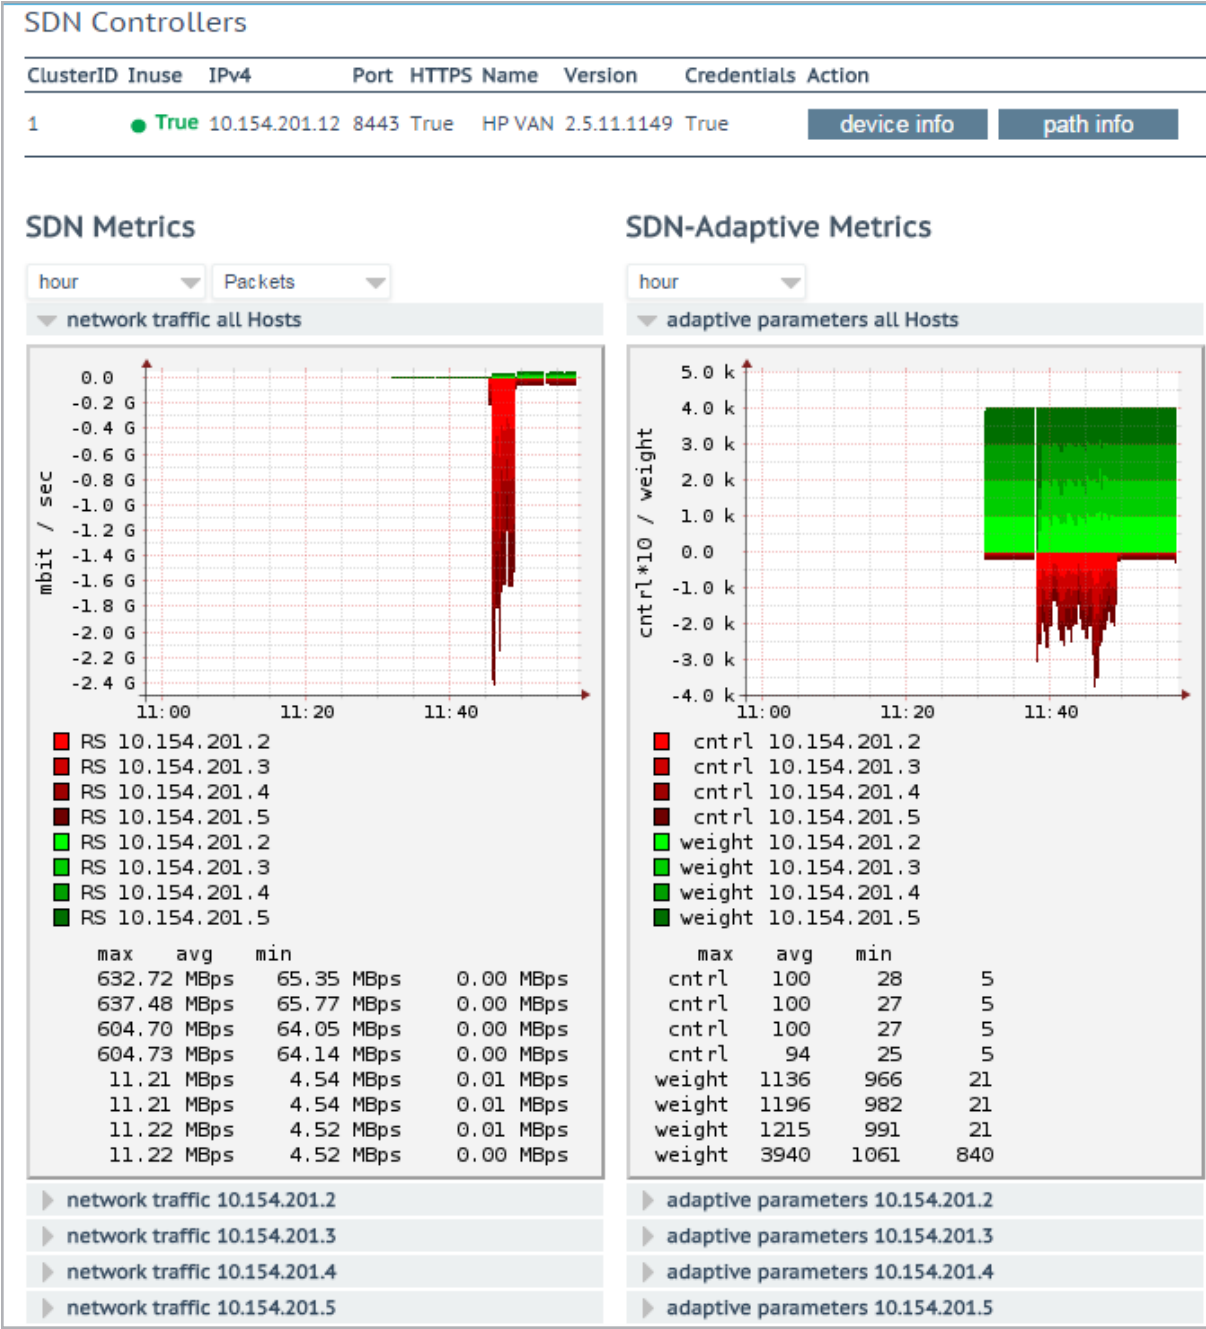 SDN Controllers
ClusterID Inuse IPv4 Port HTTPS Name Version Credentials Action
1 True 10.154.201.12 8443 True HP VAN 2.5.11.1149 True device info path info
SDN Metrics
hour Packets
network traffic all Hosts
mbit / sec
0.0
-0.2 G
-0.4 G
-0.6 G
-0.8 G
-1.0 G
-1.2 G
-1.4 G
-1.6 G
-1.8 G
-2.0 G
-2.2 G
-2.4 G
11:00 11:20 11:40
RS 10.154.201.2
RS 10.154.201.3
RS 10.154.201.4
RS 10.154.201.5
RS 10.154.201.2
RS 10.154.201.3
RS 10.154.201.4
RS 10.154.201.5
max avg min
632.72 MBps 65.35 MBps 0.00 MBps
637.48 MBps 65.77 MBps 0.00 MBps
604.70 MBps 64.05 MBps 0.00 MBps
604.73 MBps 64.14 MBps 0.00 MBps
11.21 MBps 4.54 MBps 0.01 MBps
11.21 MBps 4.54 MBps 0.01 MBps
11.22 MBps 4.52 MBps 0.01 MBps
11.22 MBps 4.52 MBps 0.00 MBps
network traffic 10.154.201.2
network traffic 10.154.201.3
network traffic 10.154.201.4
network traffic 10.154.201.5
SDN-Adaptive Metrics
hour
adaptive parameters all Hosts
cntrl*10 / weight
5.0 k
4.0 k
3.0 k
2.0 k
1.0 k
0.0
-1.0 k
-2.0 k
-3.0 k
-4.0 k
11:00 11:20 11:40
cntrl 10.154.201.2
cntrl 10.154.201.3
cntrl 10.154.201.4
cntrl 10.154.201.5
weight 10.154.201.2
weight 10.154.201.3
weight 10.154.201.4
weight 10.154.201.5
max avg min
cntrl 100 28 5
cntrl 100 27 5
cntrl 100 27 5
cntrl 94 25 5
weight 1136 966 21
weight 1196 982 21
weight 1215 991 21
weight 3940 1061 840
adaptive parameters 10.154.201.2
adaptive parameters 10.154.201.3
adaptive parameters 10.154.201.4
adaptive parameters 10.154.201.5